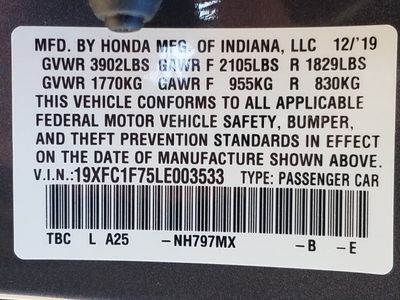 MFD. BY HONDA MFG. OF INDIANA, LLC 12/'19
GVWR 3902LBS GAWR F 2105LBS R 1829LBS
GVWR 1770KG GAWR F 955KG R 830KG
THIS VEHICLE CONFORMS TO ALL APPLICABLE
FEDERAL MOTOR VEHICLE SAFETY, BUMPER,
AND THEFT PREVENTION STANDARDS IN EFFECT
ON THE DATE OF MANUFACTURE SHOWN ABOVE.
V.I.N.:19XFC1F75LE003533 TYPE: PASSENGER CAR
TBC L A25 –NH797MX –B –E